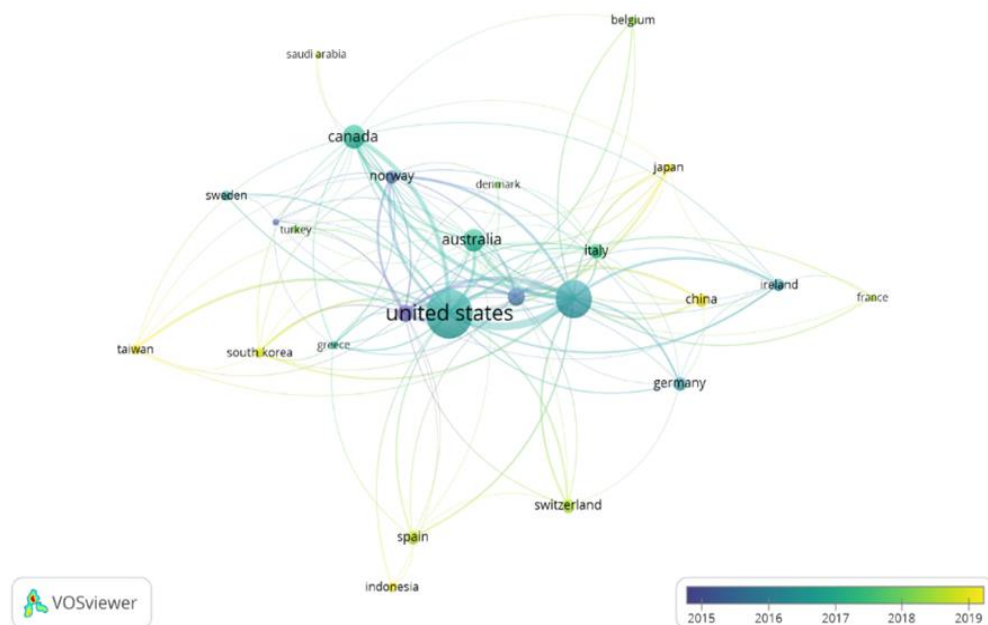 belgium
saudi arabia
canada
japan
norway
denmark
sweden
turkey
australia
italy
ireland
china
france
united states
greece
taiwan
south korea
germany
switzerland
spain
indonesia
VOSviewer
2015 2016 2017 2018 2019